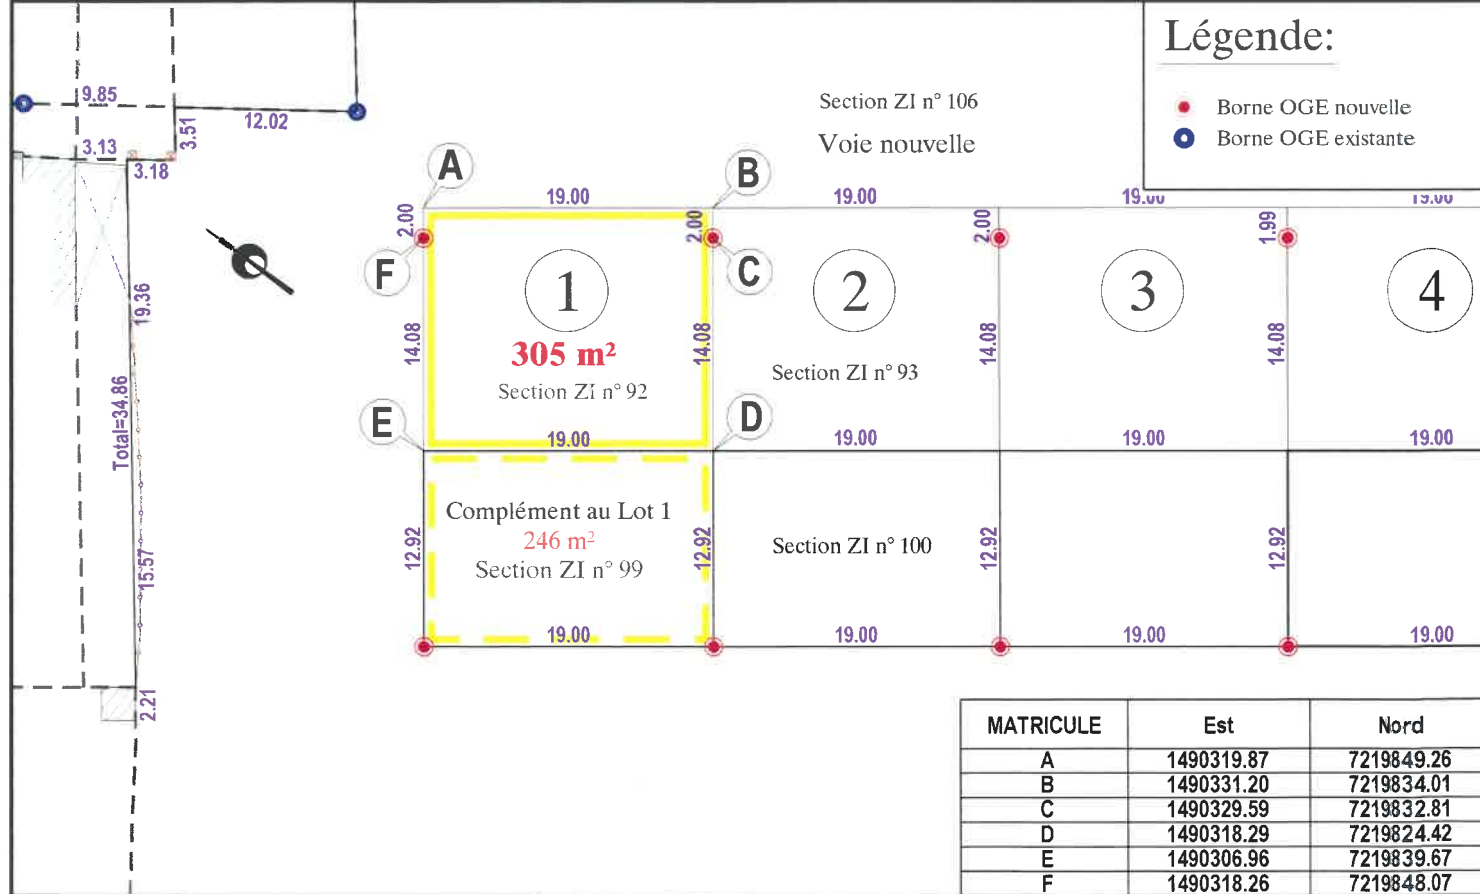 Légende:
Borne OGE nouvelle
Borne OGE existante
Section ZI n° 106
Voie nouvelle
9.85
12.02
3.51
3.13
3.18
A
B
19.00
19.00
19.00
2.00
2.00
2.00
1.99
F
C
1
2
3
4
19.36
14.08
14.08
14.08
14.08
305 m²
Section ZI n° 92
Section ZI n° 93
Total=34.86
E
D
19.00
19.00
19.00
19.00
Complément au Lot 1
246 m²
Section ZI n° 99
Section ZI n° 100
12.92
12.92
12.92
12.92
15.57
19.00
19.00
19.00
19.00
2.21
MATRICULE Est Nord
A 1490319.87 7219849.26
B 1490331.20 7219834.01
C 1490329.59 7219832.81
D 1490318.29 7219824.42
E 1490306.96 7219839.67
F 1490318.26 7219848.07